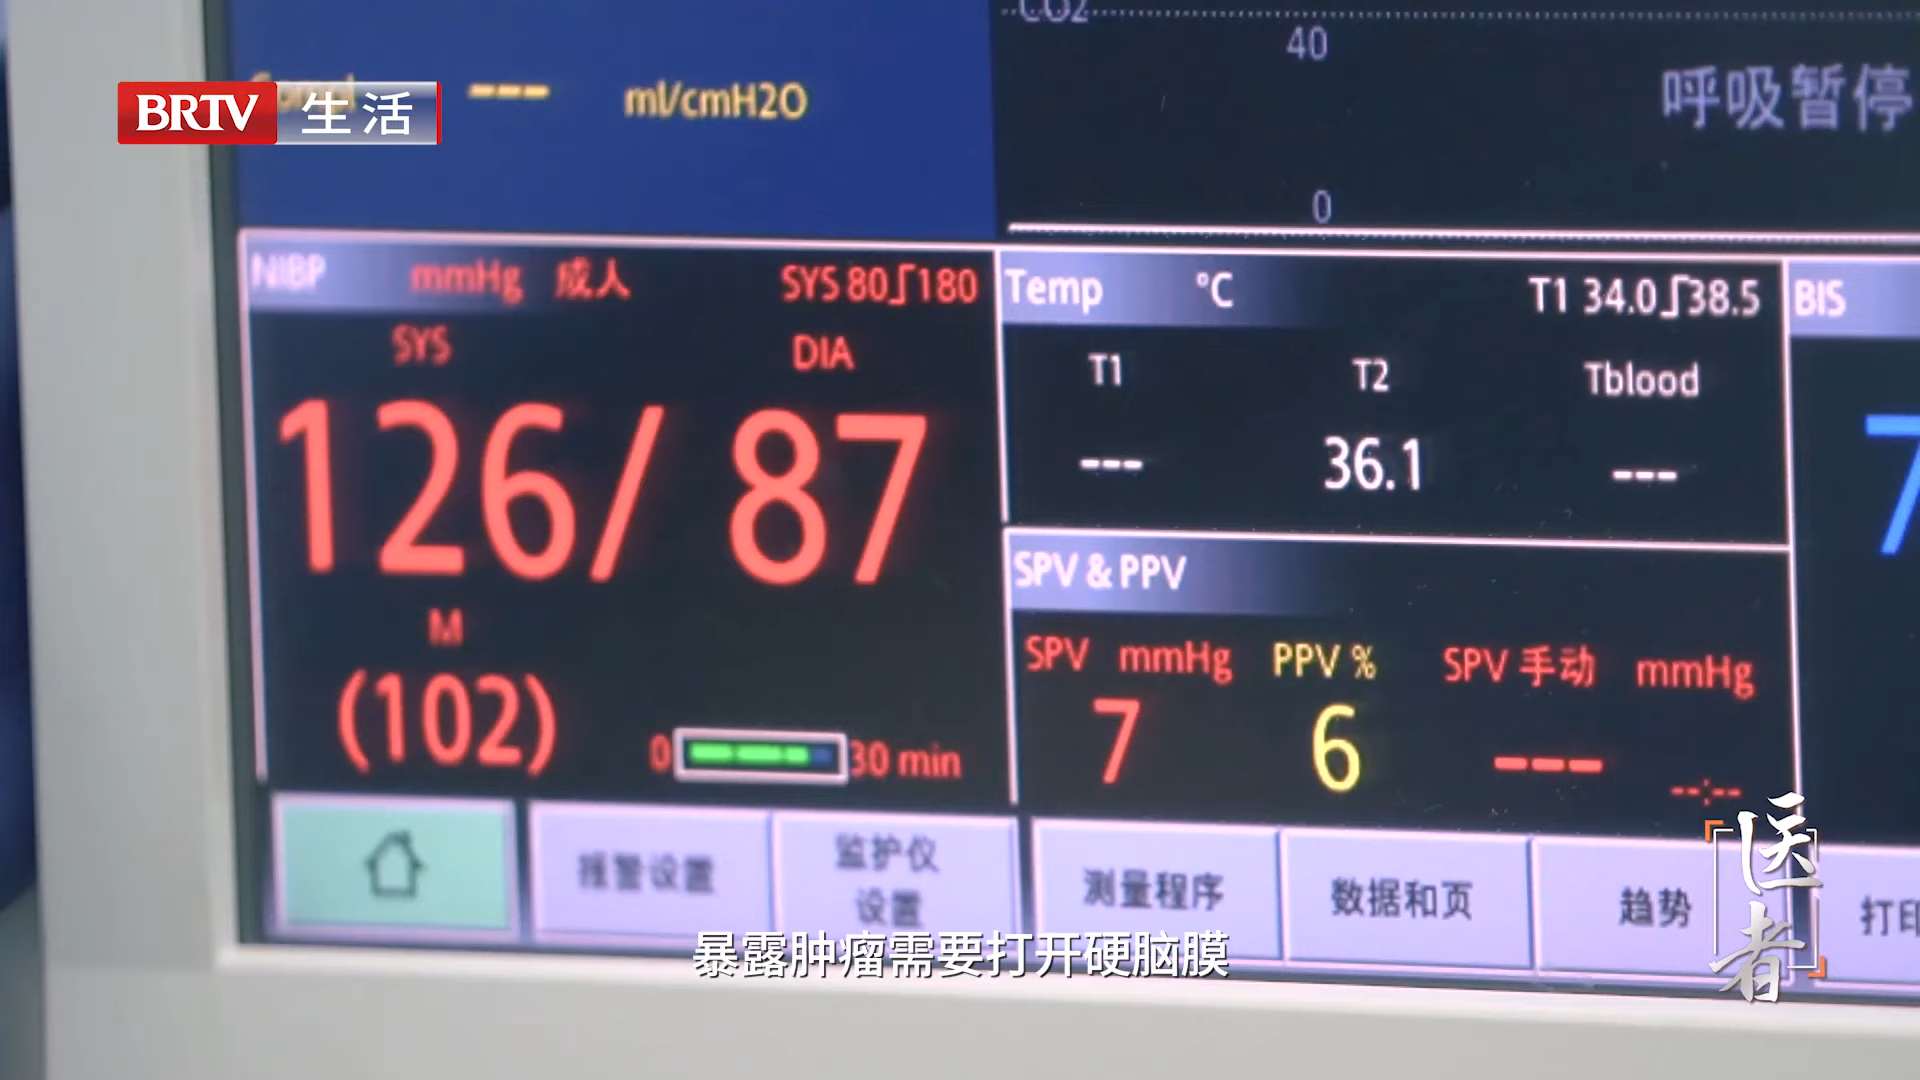 CO2
40
呼吸暂停
--- ml/cmH2O
BRTV 生活
0
NIBP mmHg 成人 SYS 80 180
SYS DIA
126/ 87
M
(102)
0 30 min
Temp °C T1 34.0 38.5
T1 T2 Tblood
--- 36.1 ---
BIS
7
SPV & PPV
SPV mmHg PPV % SPV 手动 mmHg
7 6 --- --:--
报警设置
监护仪
设置
测量程序
数据和页
趋势
打印
医者
暴露肿瘤需要打开硬脑膜